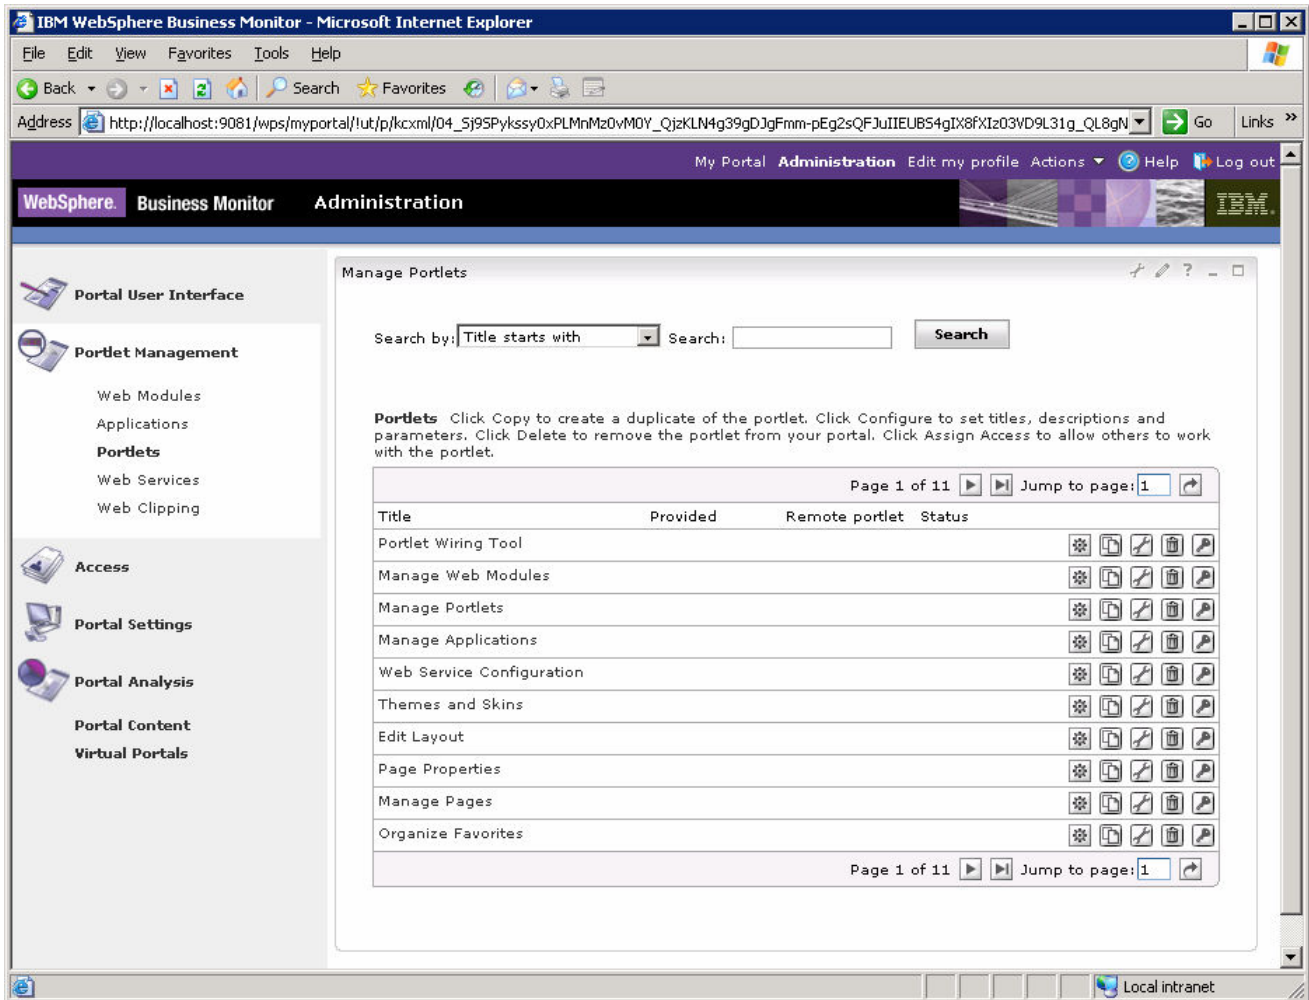 IBM WebSphere Business Monitor - Microsoft Internet Explorer
File Edit View Favorites Tools Help
Back Search Favorites
Address http://localhost:9081/wps/myportal/!ut/p/kcxml/04_Sj9SPykssy0xPLMnMz0vM0Y_QjzKLN4g39gDJgFmm-pEg2sQFJuIIEUBS4gIX8fXIz03VD9L31g_QL8gN Go Links »
My Portal Administration Edit my profile Actions Help Log out
WebSphere. Business Monitor Administration IBM.
Manage Portlets ?
Portal User Interface
Search by: Title starts with Search: Search
Portlet Management
Web Modules
Applications
Portlets
Web Services
Web Clipping
Access
Portal Settings
Portal Analysis
Portal Content
Virtual Portals
Portlets Click Copy to create a duplicate of the portlet. Click Configure to set titles, descriptions and
parameters. Click Delete to remove the portlet from your portal. Click Assign Access to allow others to work
with the portlet.
Page 1 of 11 Jump to page: 1
Title Provided Remote portlet Status
Portlet Wiring Tool
Manage Web Modules
Manage Portlets
Manage Applications
Web Service Configuration
Themes and Skins
Edit Layout
Page Properties
Manage Pages
Organize Favorites
Page 1 of 11 Jump to page: 1
Local intranet